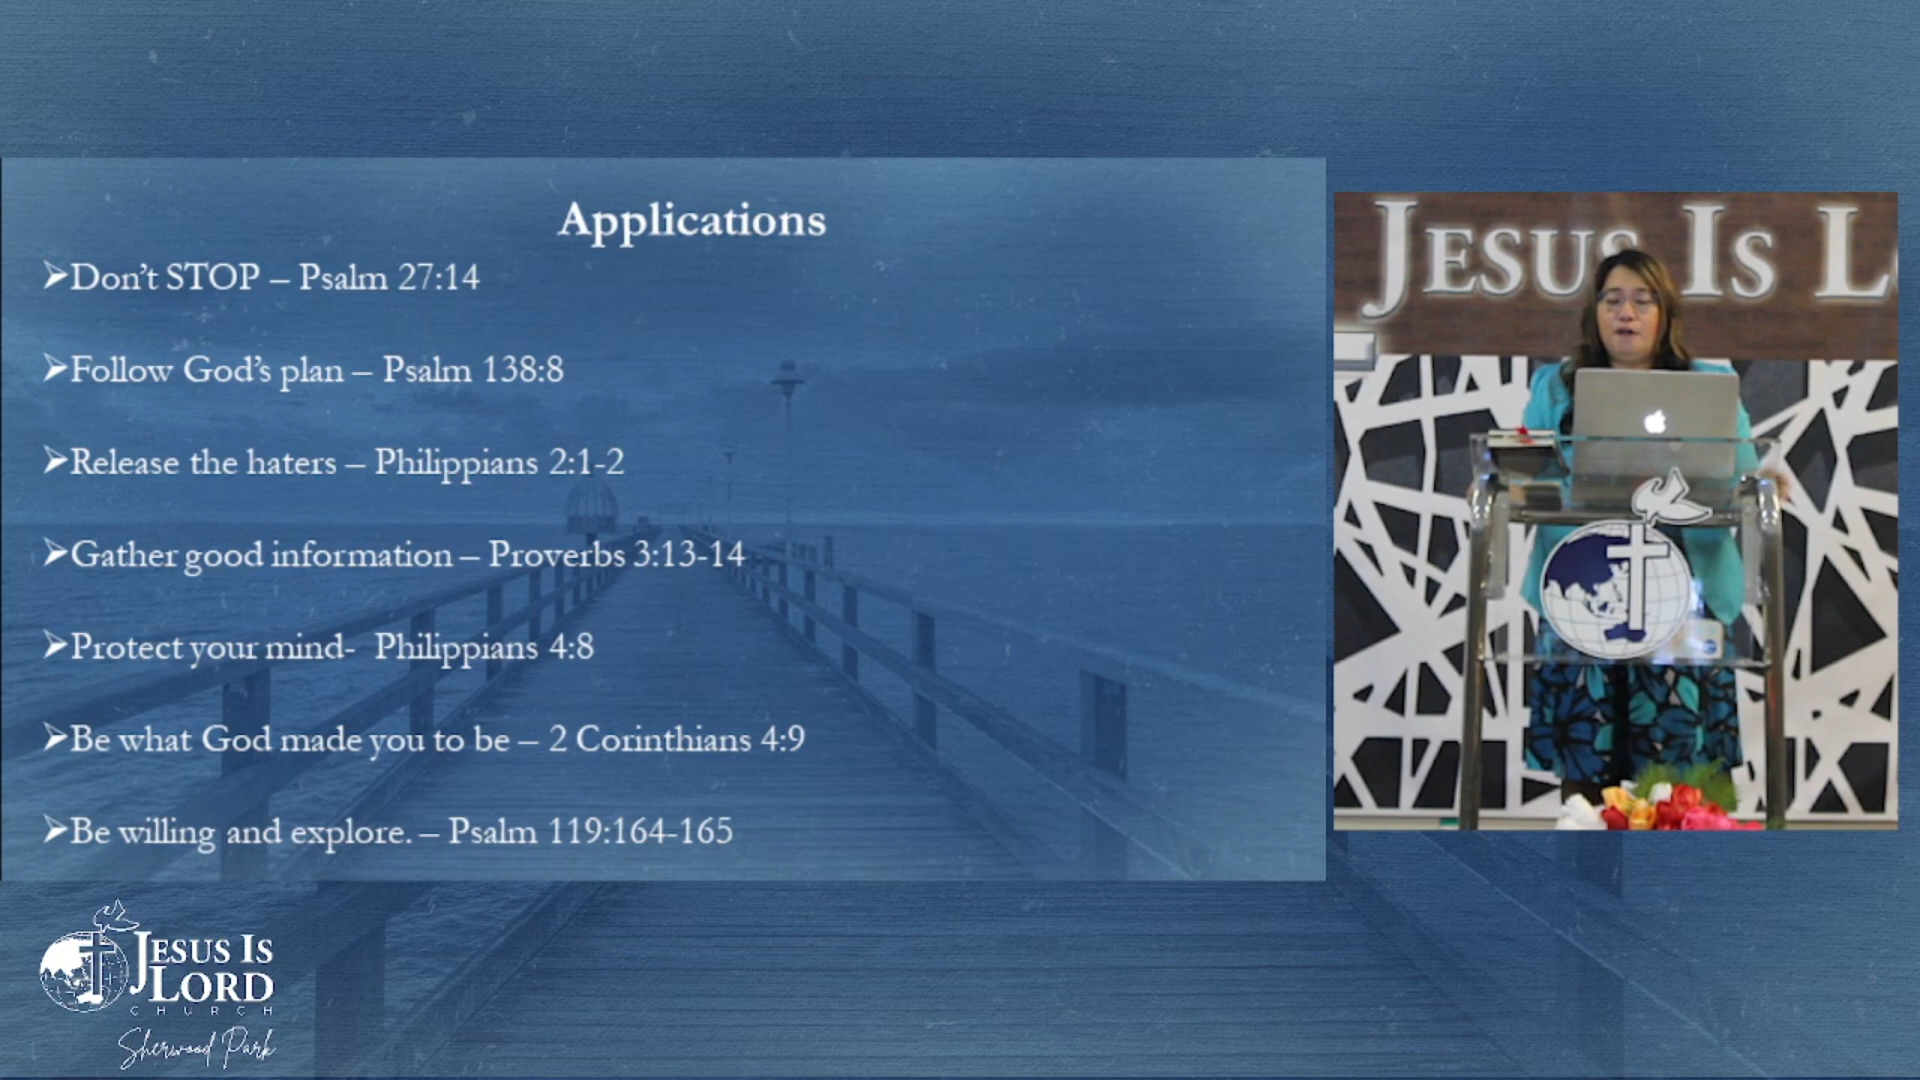 Applications
➢Don't STOP – Psalm 27:14
➢Follow God's plan – Psalm 138:8
➢Release the haters – Philippians 2:1-2
➢Gather good information – Proverbs 3:13-14
➢Protect your mind- Philippians 4:8
➢Be what God made you to be – 2 Corinthians 4:9
➢Be willing and explore. – Psalm 119:164-165
JESUS IS L
JESUS IS
LORD
CHURCH
Sherwood Park